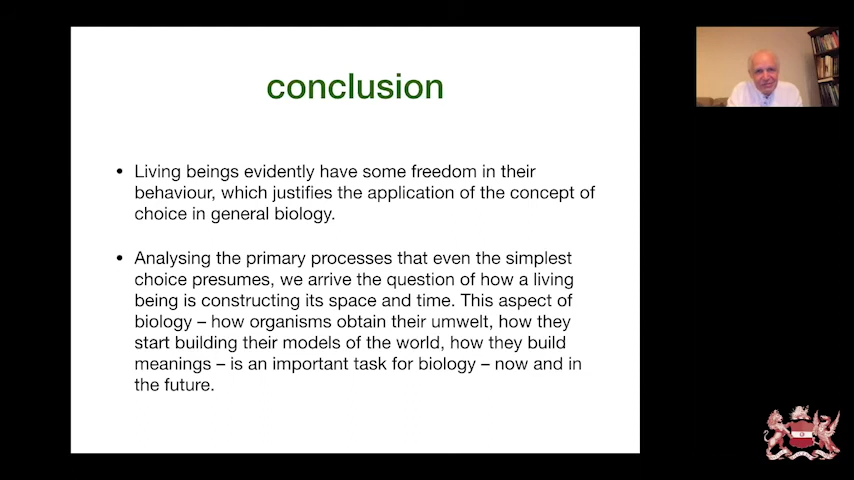 conclusion
• Living beings evidently have some freedom in their
behaviour, which justifies the application of the concept of
choice in general biology.
• Analysing the primary processes that even the simplest
choice presumes, we arrive the question of how a living
being is constructing its space and time. This aspect of
biology – how organisms obtain their umwelt, how they
start building their models of the world, how they build
meanings – is an important task for biology – now and in
the future.